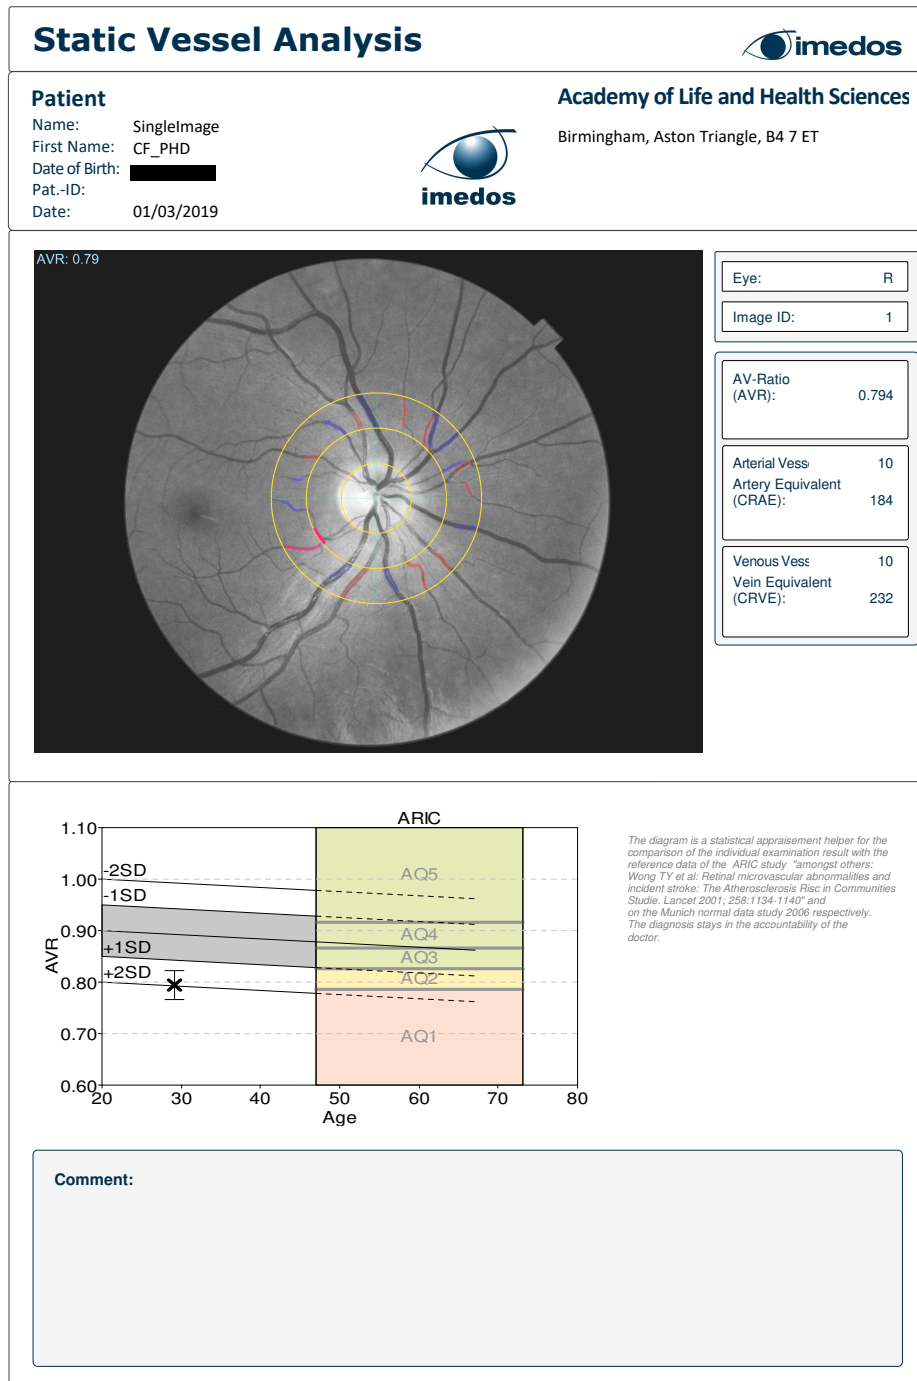 Static Vessel Analysis
imedos
Patient
Name: SingleImage
First Name: CF_PHD
Date of Birth:
Pat.-ID:
Date: 01/03/2019
imedos
Academy of Life and Health Sciences
Birmingham, Aston Triangle, B4 7 ET
AVR: 0.79
Eye: R
Image ID: 1
AV-Ratio
(AVR): 0.794
Arterial Vess 10
Artery Equivalent
(CRAE): 184
Venous Vess 10
Vein Equivalent
(CRVE): 232
ARIC
AVR
1.10
1.00
0.90
0.80
0.70
0.60
-2SD
-1SD
+1SD
+2SD
AQ5
AQ4
AQ3
AQ2
AQ1
20 30 40 50 60 70 80
Age
The diagram is a statistical appraisement helper for the
comparison of the individual examination result with the
reference data of the ARIC study "amongst others:
Wong TY et al: Retinal microvascular abnormalities and
incident stroke: The Atherosclerosis Risc in Communities
Studie. Lancet 2001; 258:1134-1140" and
on the Munich normal data study 2006 respectively.
The diagnosis stays in the accountability of the
doctor.
Comment: